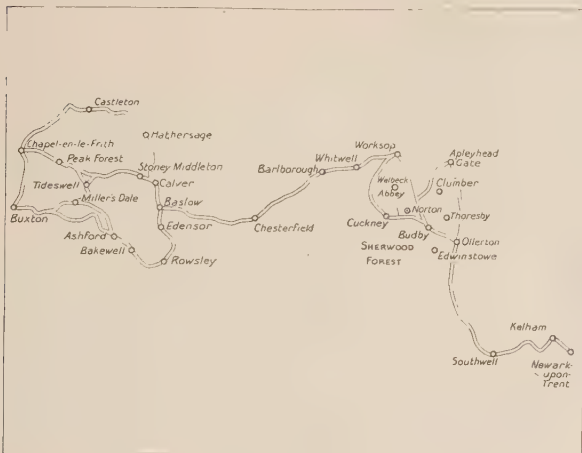 Castleton
Chapel-en-le-Frith
Hathersage
Peak Forest
Stoney Middleton
Tideswell
Calver
Miller's Dale
Baslow
Buxton
Edensor
Ashford
Bakewell
Rowsley
Chesterfield
Barlborough
Whitwell
Worksop
Apleyhead
Gate
Welbeck
Abbey
Clumber
Norton
Thoresby
Cuckney
Budby
Ollerton
SHERWOOD
FOREST
Edwinstowe
Kelham
Southwell
Newark-
upon-
Trent